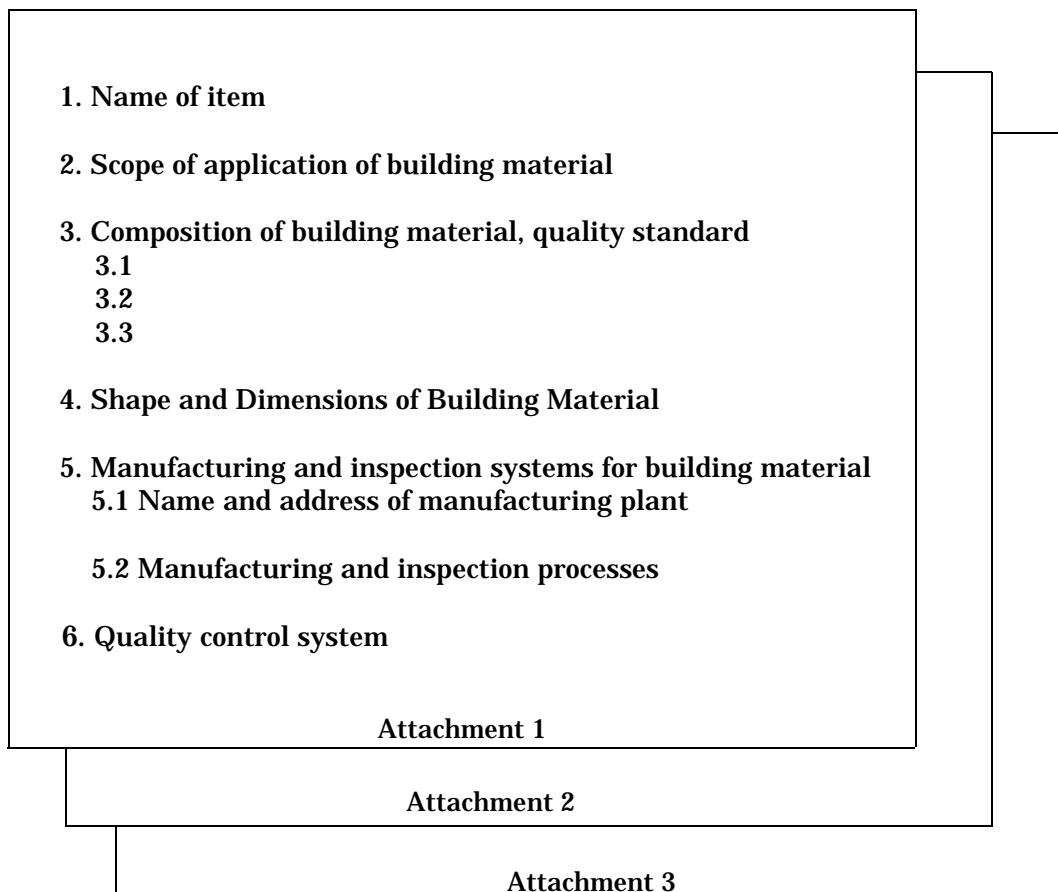 1. Name of item
2. Scope of application of building material
3. Composition of building material, quality standard
3.1
3.2
3.3
4. Shape and Dimensions of Building Material
5. Manufacturing and inspection systems for building material
5.1 Name and address of manufacturing plant
5.2 Manufacturing and inspection processes
6. Quality control system
Attachment 1
Attachment 2
Attachment 3